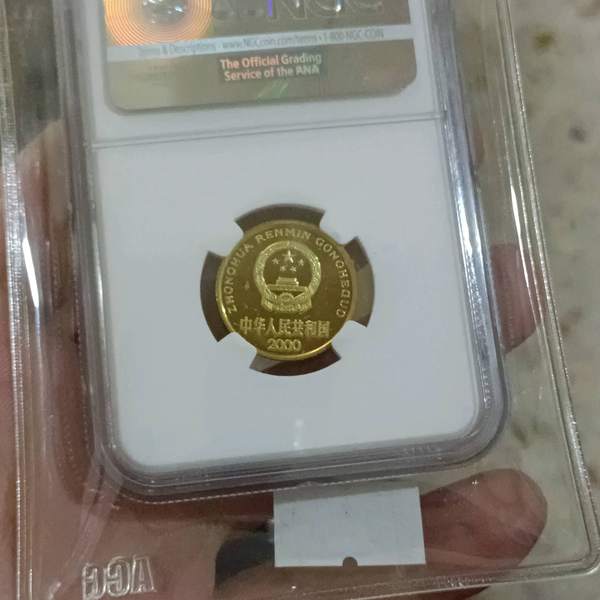 NGC
Terms & Descriptions - www.NGCcoin.com/terms • 1-800-NGC-COIN
The Official Grading
Service of the ANA
ZHONGHUA RENMIN GONGHEGUO
中华人民共和国
2000